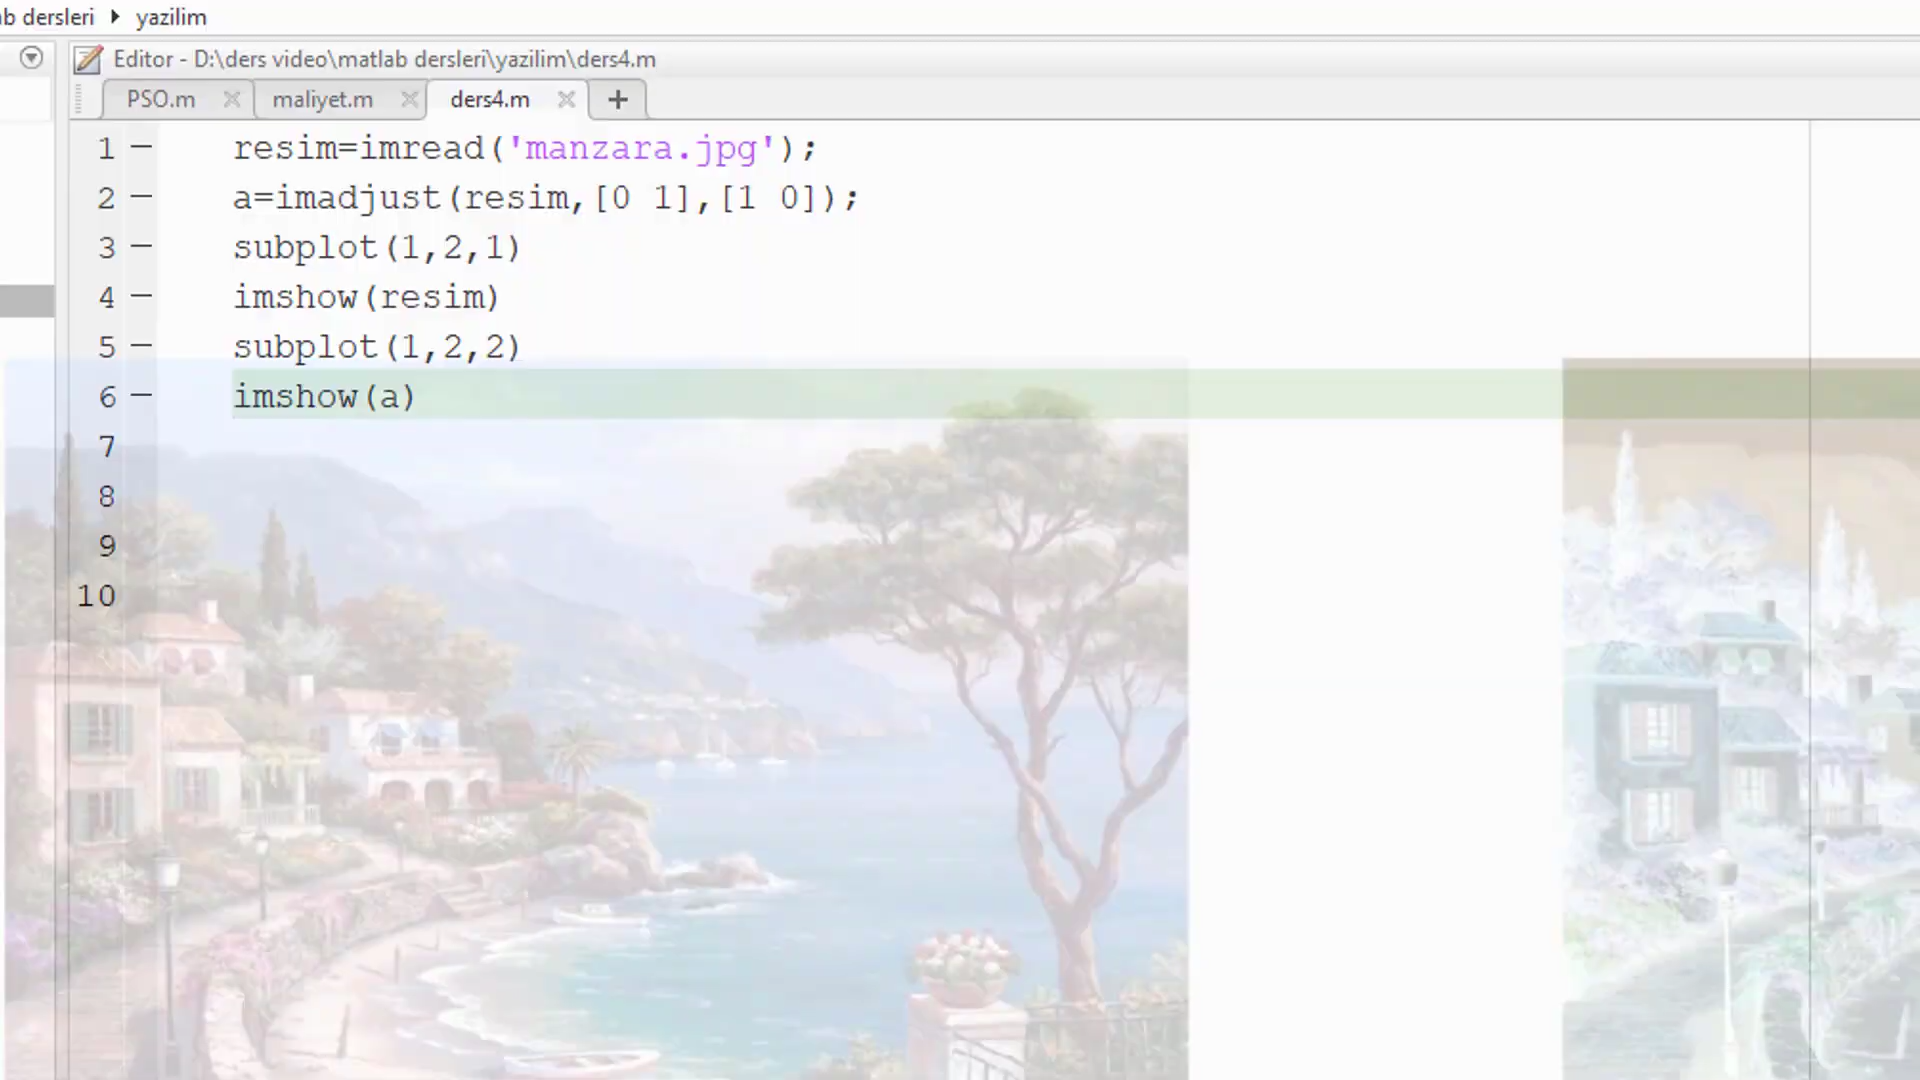 dersleri ▸ yazilim
Editor - D:\ders video\matlab dersleri\yazilim\ders4.m
PSO.m maliyet.m ders4.m +
1 resim=imread('manzara.jpg');
2 a=imadjust(resim,[0 1],[1 0]);
3 subplot(1,2,1)
4 imshow(resim)
5 subplot(1,2,2)
6 imshow(a)
7
8
9
10